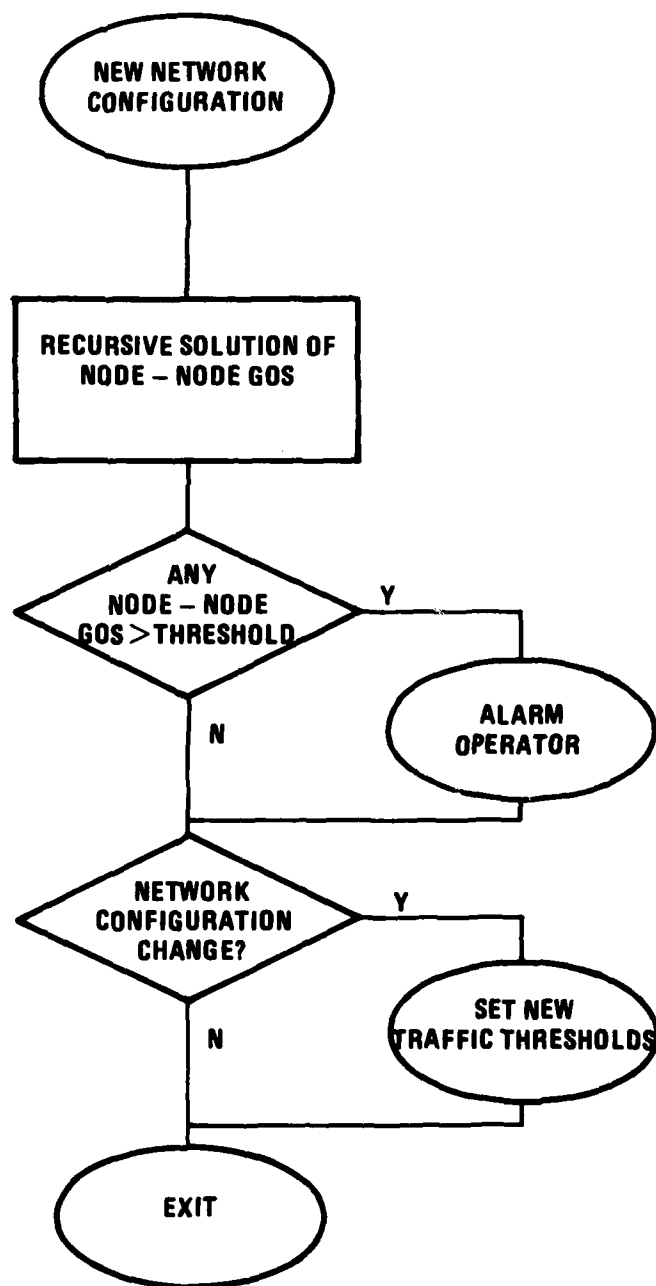 NEW NETWORK
CONFIGURATION
RECURSIVE SOLUTION OF
NODE – NODE GOS
ANY
NODE – NODE
GOS > THRESHOLD
Y
ALARM
OPERATOR
N
NETWORK
CONFIGURATION
CHANGE?
Y
SET NEW
TRAFFIC THRESHOLDS
N
EXIT